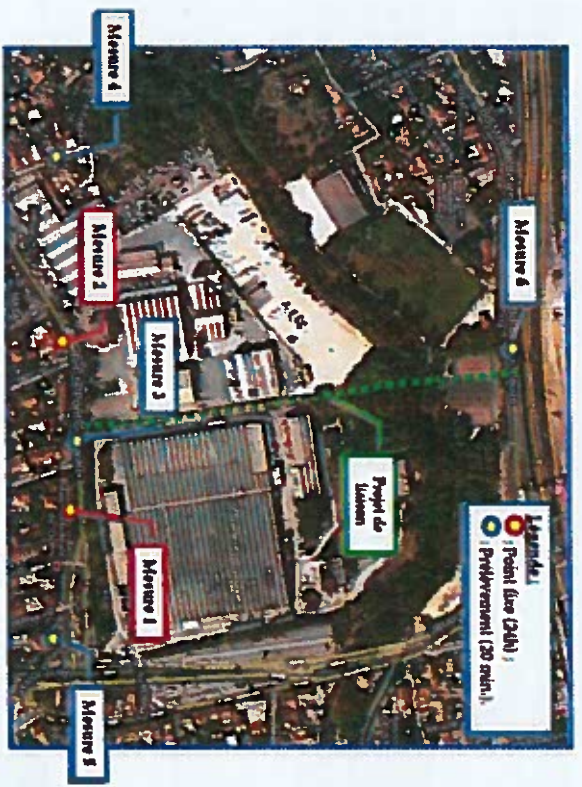 Mesure 4
Mesure 6
Mesure 2
Mesure 3
Projet de
liaison
Légende :
Point fixe (24h) ;
Prélèvement (30 min.).
Mesure 1
Mesure 5